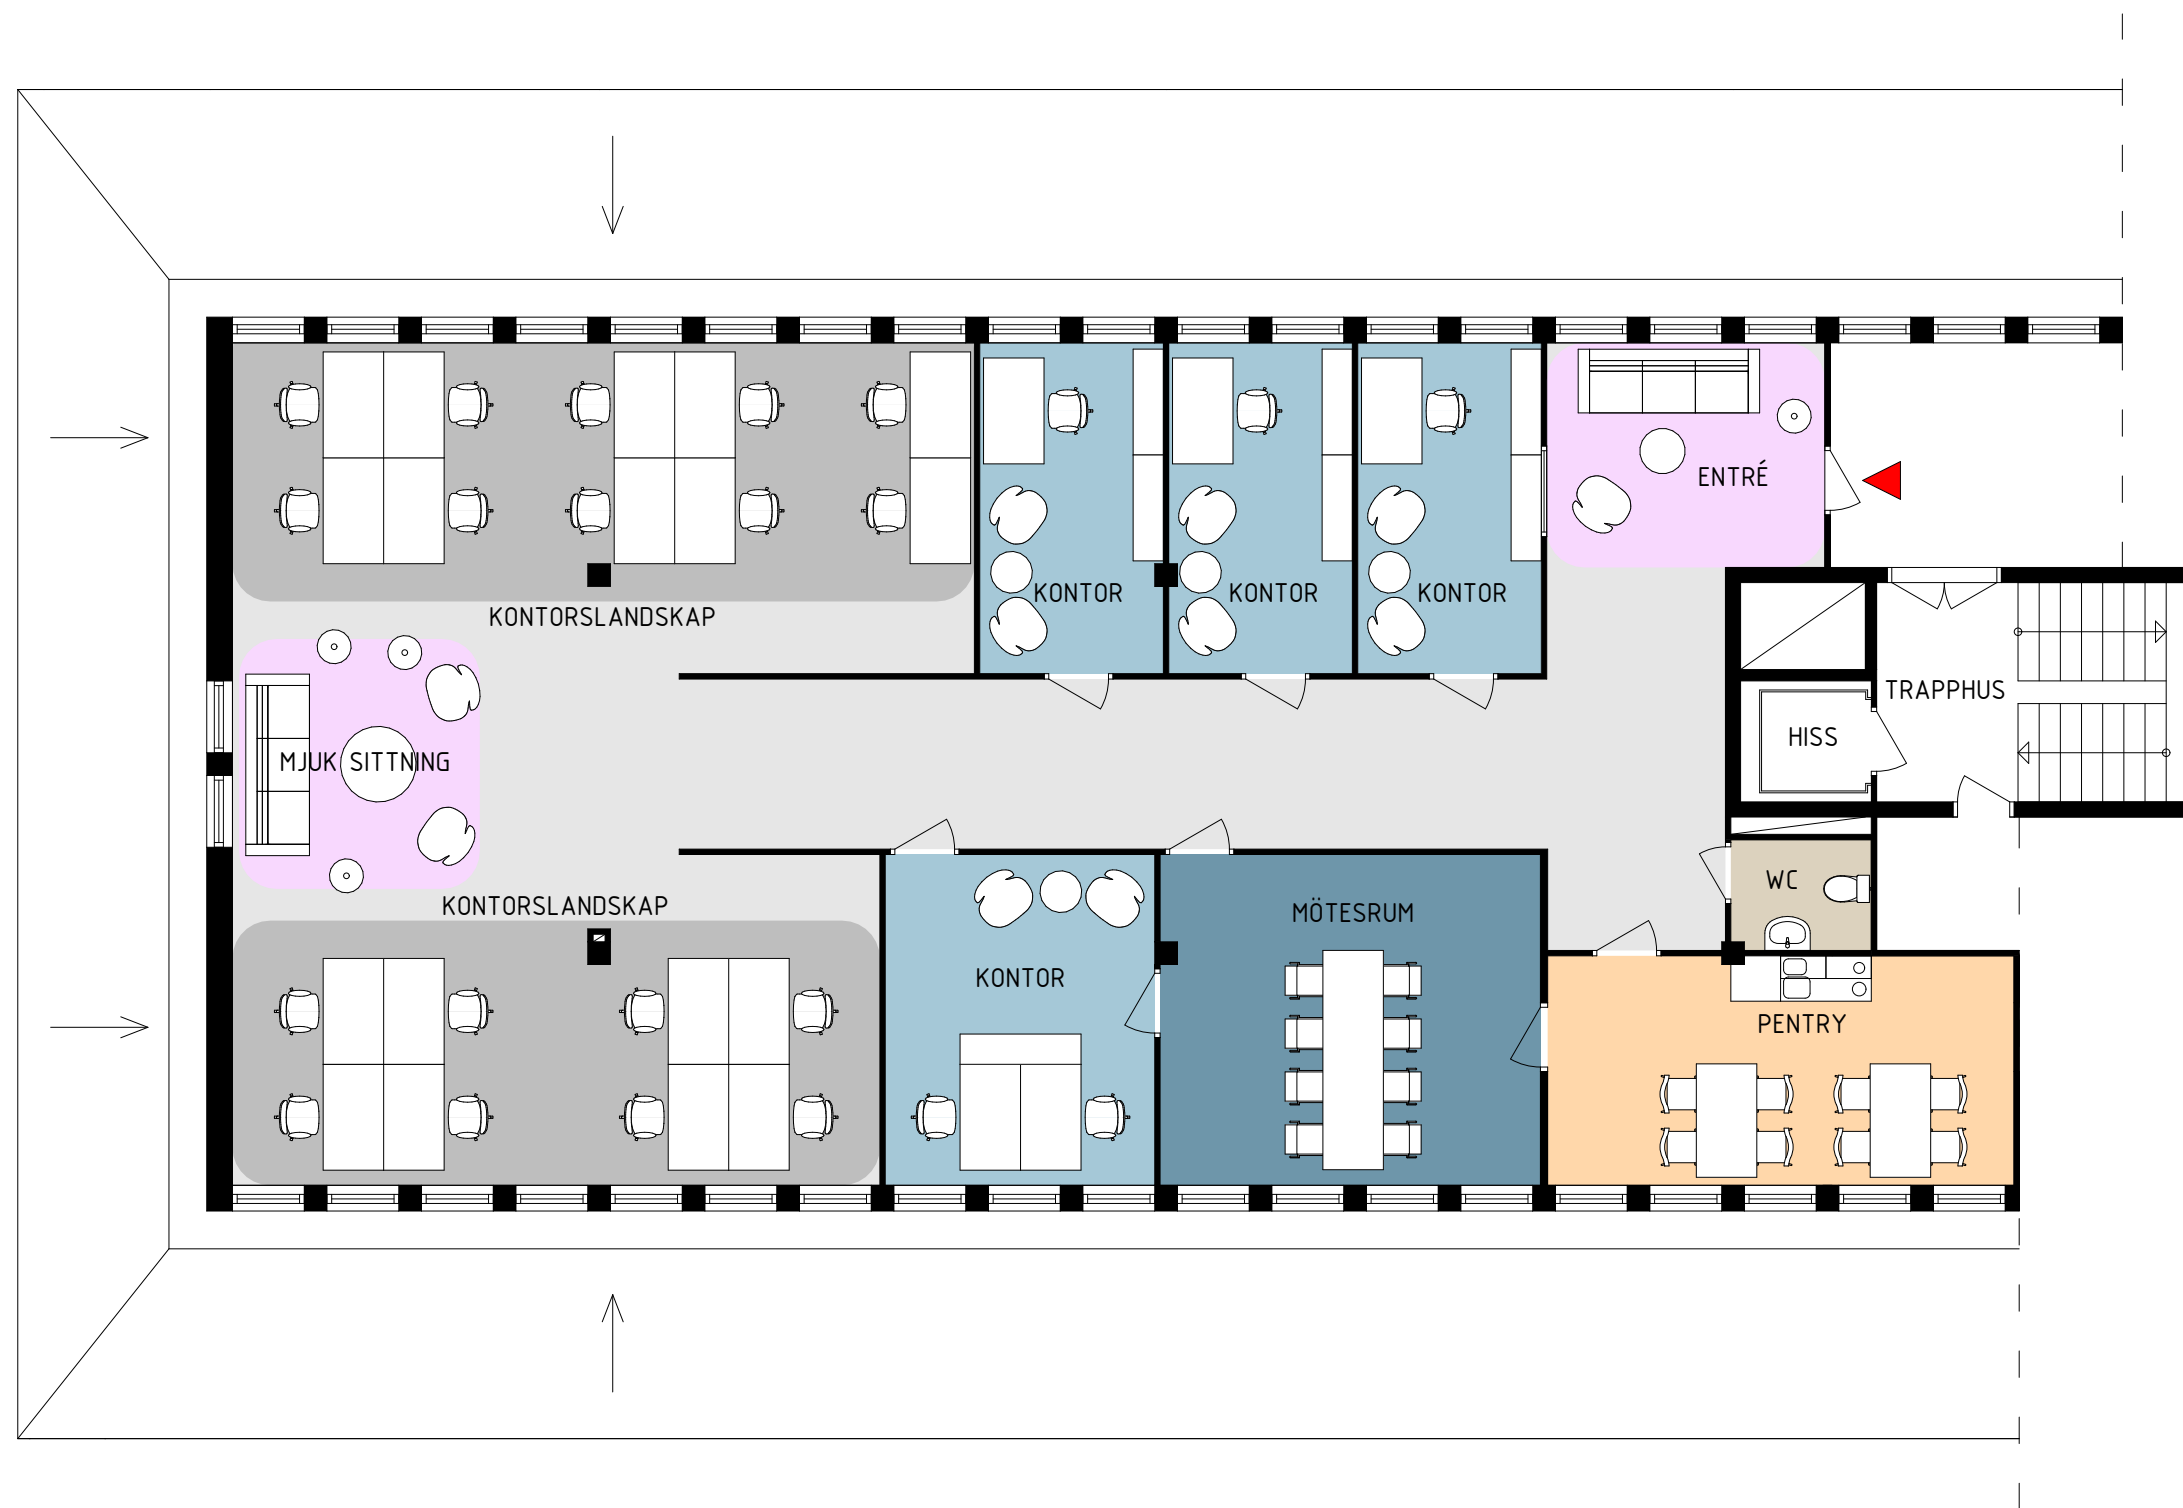 ENTRÉ
KONTOR
KONTOR
KONTOR
KONTORSLANDSKAP
TRAPPHUS
HISS
MJUK SITTNING
WC
KONTORSLANDSKAP
MÖTESRUM
KONTOR
PENTRY